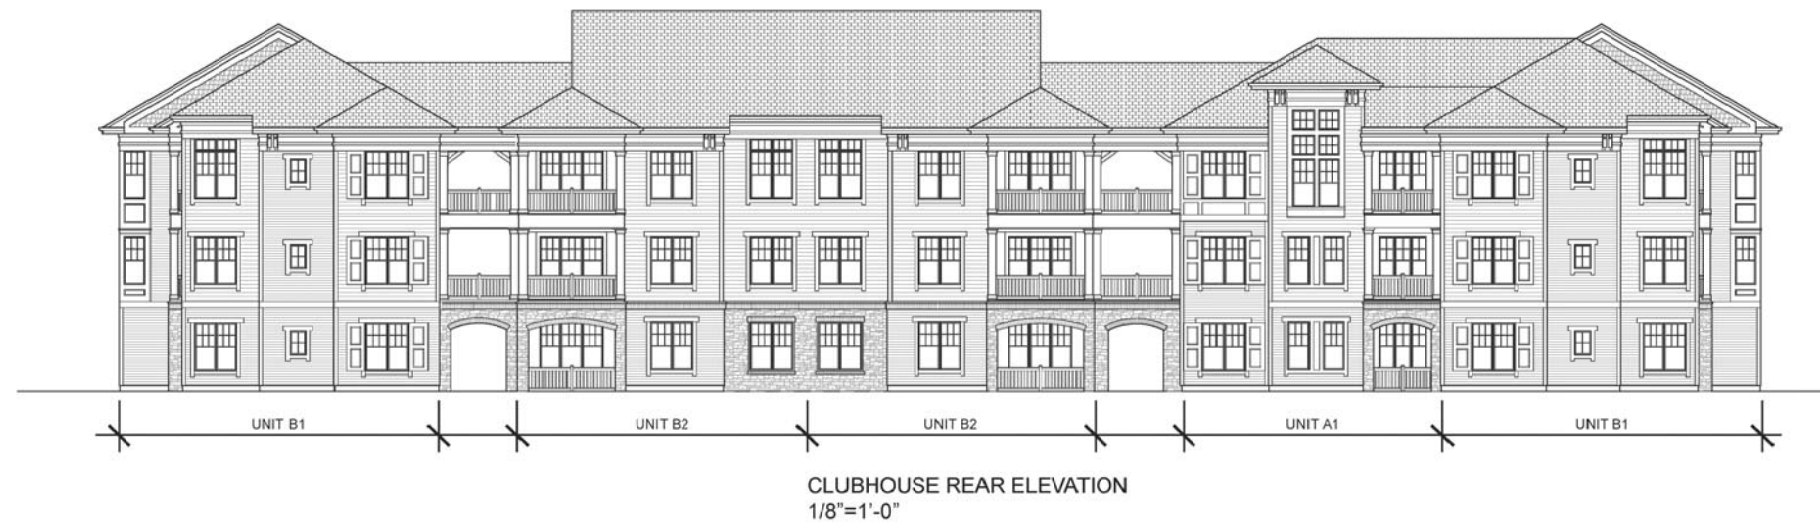 UNIT B1
UNIT B2
UNIT B2
UNIT A1
UNIT B1
CLUBHOUSE REAR ELEVATION
1/8"=1'-0"